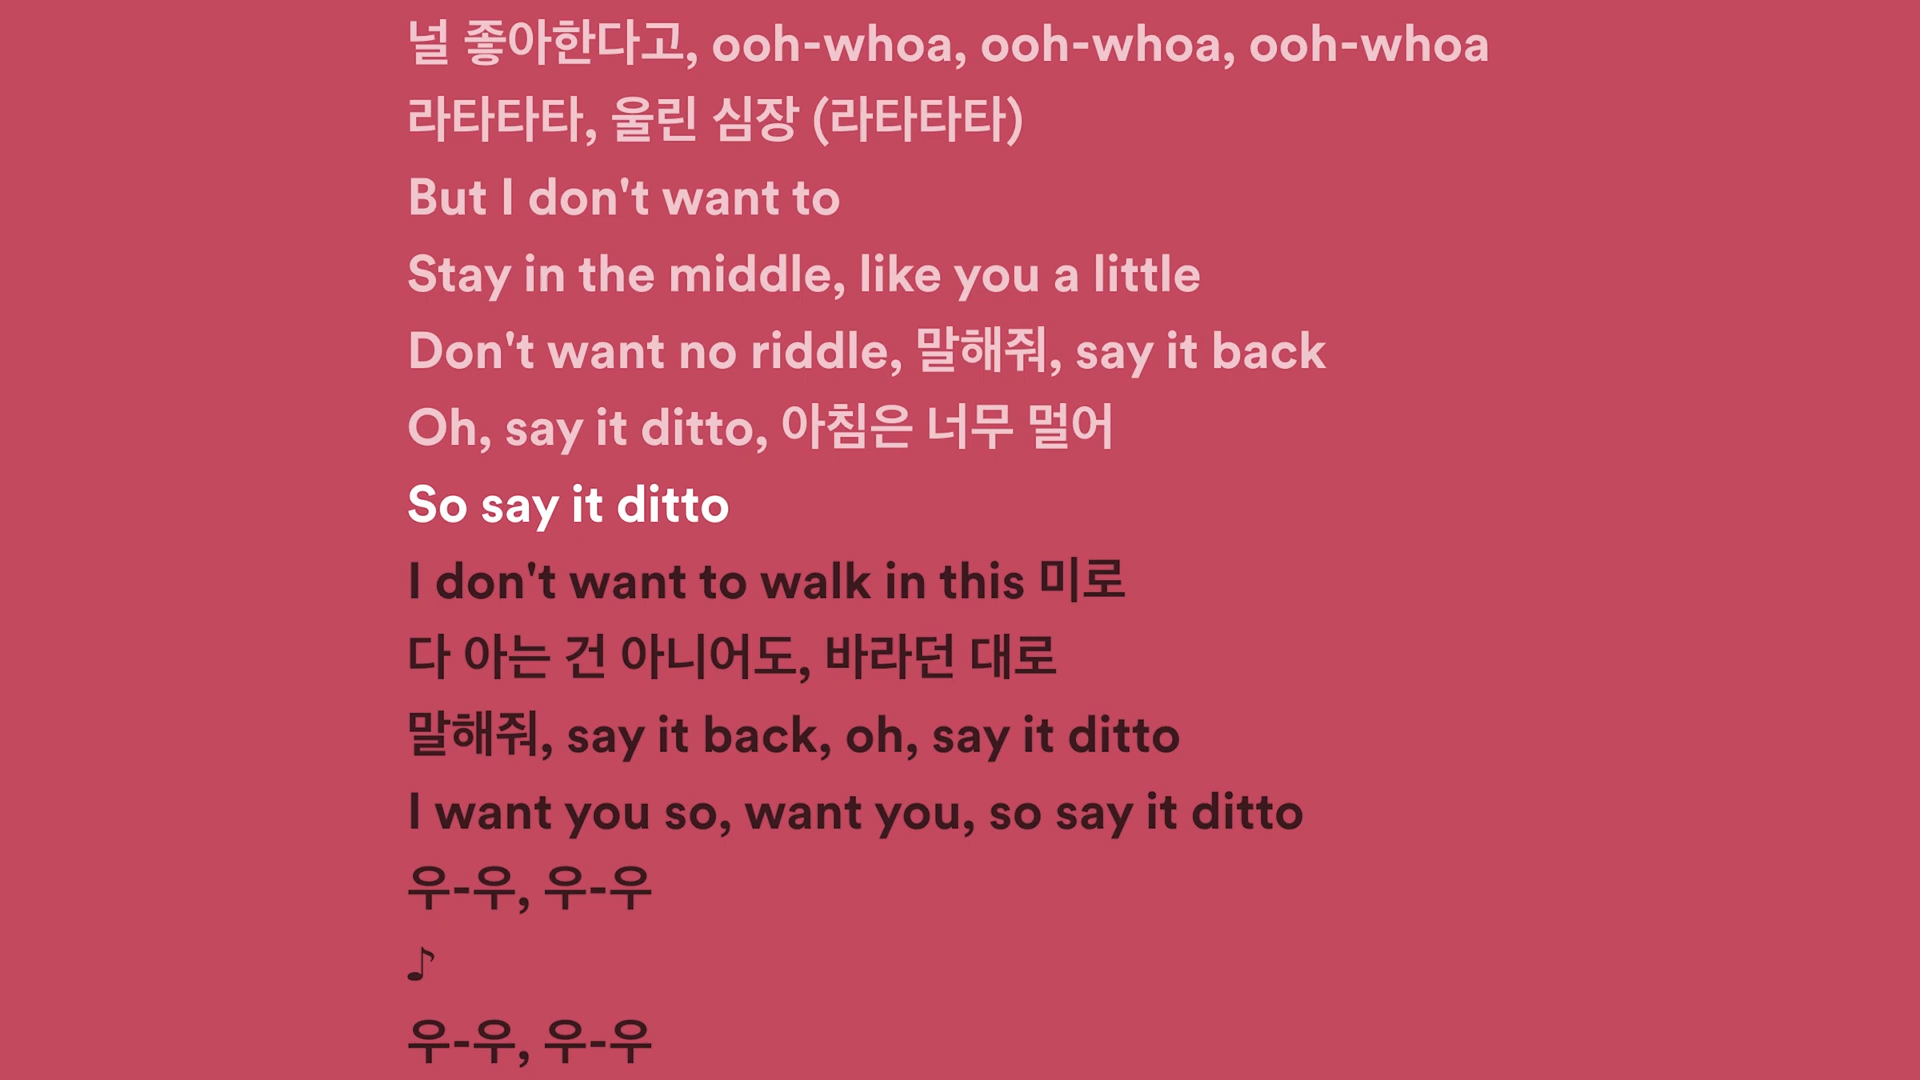 널 좋아한다고, ooh-whoa, ooh-whoa, ooh-whoa
라타타타, 울린 심장 (라타타타)
But I don't want to
Stay in the middle, like you a little
Don't want no riddle, 말해줘, say it back
Oh, say it ditto, 아침은 너무 멀어
So say it ditto
I don't want to walk in this 미로
다 아는 건 아니어도, 바라던 대로
말해줘, say it back, oh, say it ditto
I want you so, want you, so say it ditto
우-우, 우-우
♪
우-우, 우-우